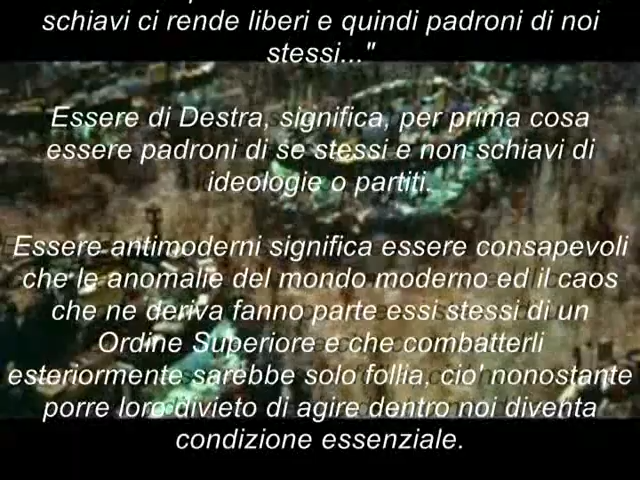 schiavi ci rende liberi e quindi padroni di noi
stessi..."
Essere di Destra, significa, per prima cosa
essere padroni di se stessi e non schiavi di
ideologie o partiti.
Essere antimoderni significa essere consapevoli
che le anomalie del mondo moderno ed il caos
che ne deriva fanno parte essi stessi di un
Ordine Superiore e che combatterli
esteriormente sarebbe solo follia, cio' nonostante
porre loro divieto di agire dentro noi diventa
condizione essenziale.